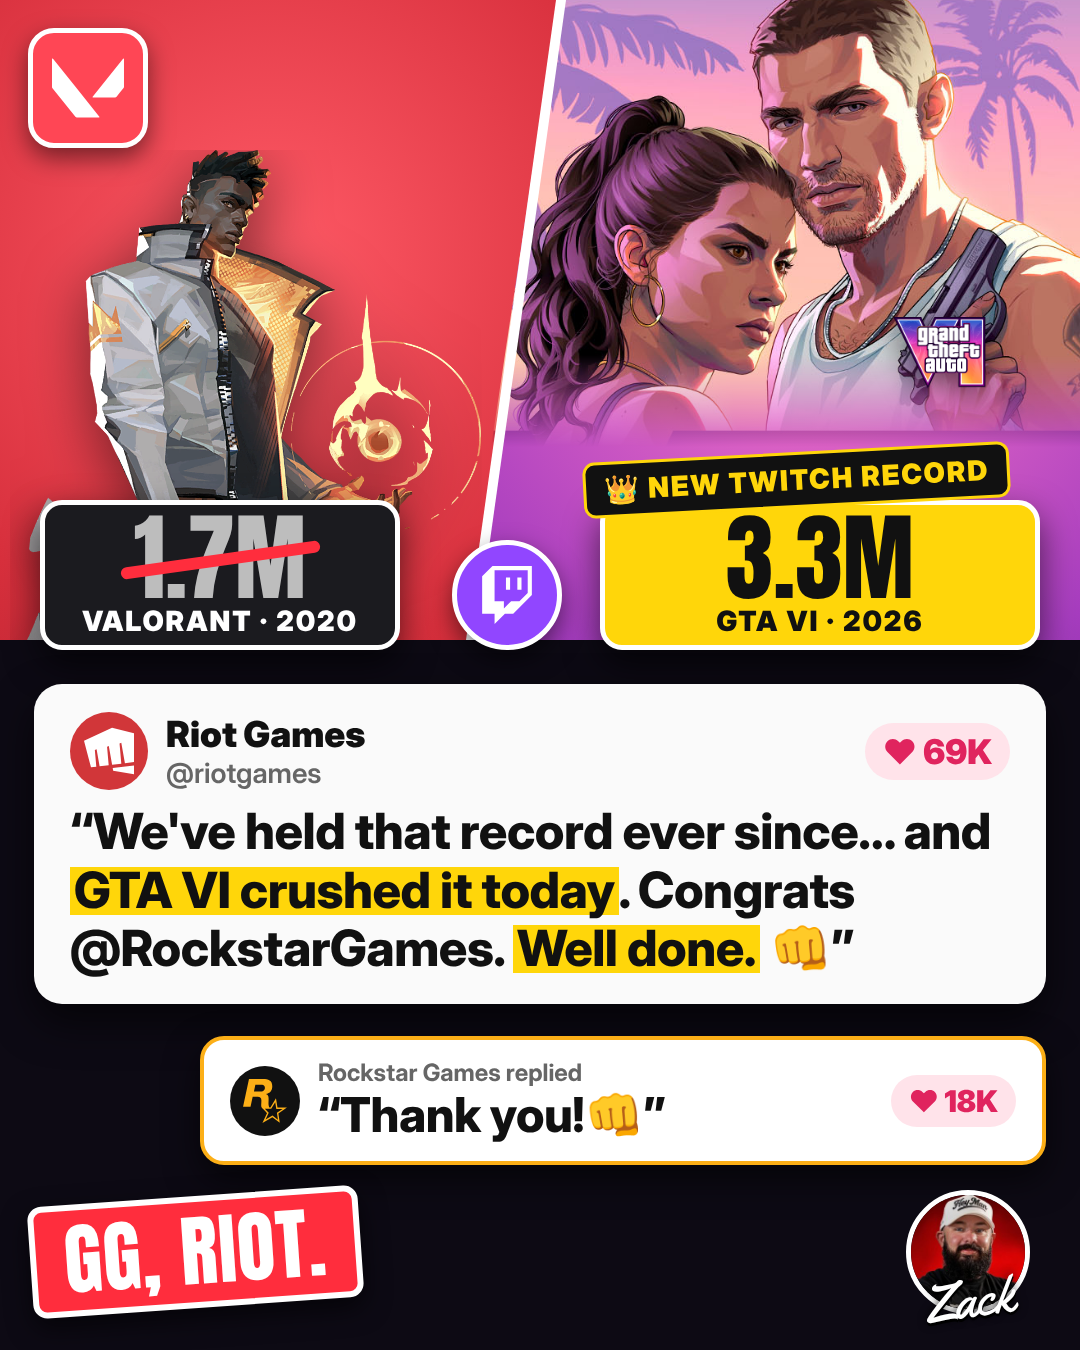 grand
theft
auto
VI
👑 NEW TWITCH RECORD
1.7M
VALORANT · 2020
3.3M
GTA VI · 2026
Riot Games
@riotgames
♥ 69K
“We've held that record ever since... and
GTA VI crushed it today. Congrats
@RockstarGames. Well done. 👊”
R
Rockstar Games replied
“Thank you!👊”
♥ 18K
GG, RIOT.
Zack